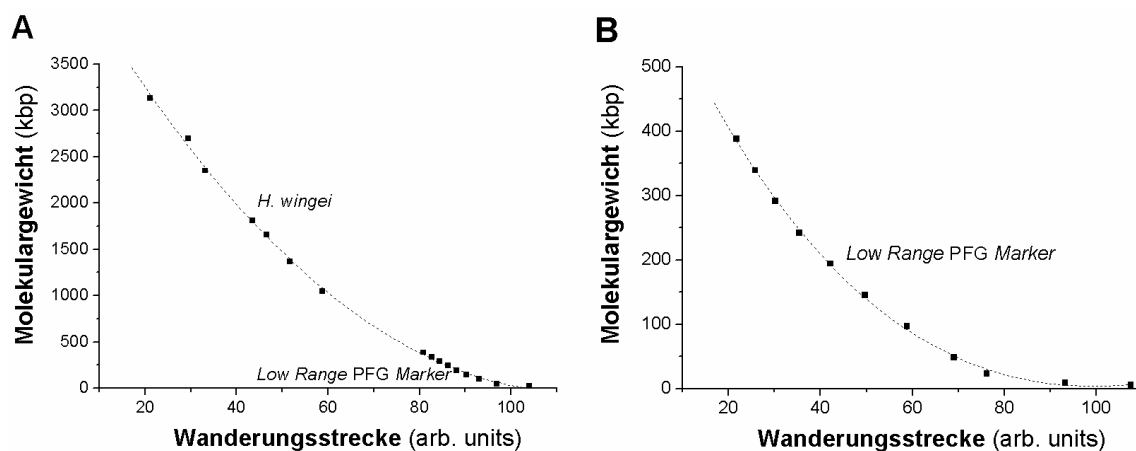 A
3500
3000
2500
2000
1500
1000
500
0
Molekulargewicht (kbp)
H. wingei
Low Range PFG Marker
20 40 60 80 100
Wanderungsstrecke (arb. units)
B
500
400
300
200
100
0
Molekulargewicht (kbp)
Low Range PFG Marker
20 40 60 80 100
Wanderungsstrecke (arb. units)